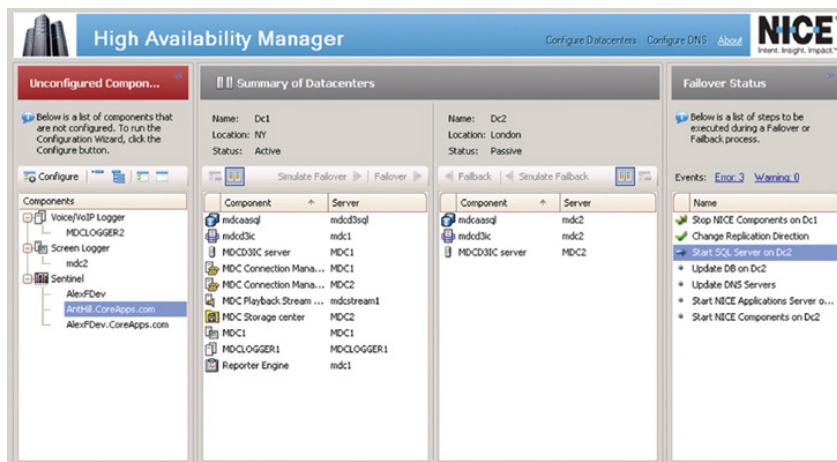 High Availability Manager
Configure Datacenters Configure DNS About
NICE
Intent. Insight. Impact.™
Unconfigured Compon...
Below is a list of components that
are not configured. To run the
Configuration Wizard, click the
Configure button.
Configure
Components
Voice/VoIP Logger
MDCLOGGER2
Screen Logger
mdc2
Sentinel
AlexFDev
AntHill.CoreApps.com
AlexFDev.CoreApps.com
Summary of Datacenters
Name: Dc1
Location: NY
Status: Active
Simulate Failover Failover
Component Server
mdcaasql mdcd3sql
mdcd3ic mdc1
MDCD3IC server MDC1
MDC Connection Mana... MDC1
MDC Connection Mana... MDC2
MDC Playback Stream ... mdcstream1
MDC Storage center MDC2
MDC1 MDC1
MDCLOGGER1 MDCLOGGER1
Reporter Engine mdc1
Name: Dc2
Location: London
Status: Passive
Failback Simulate Failback
Component Server
mdcaasql mdc2
mdcd3ic mdc2
MDCD3IC server MDC2
Failover Status
Below is a list of steps to be
executed during a Failover or
Failback process.
Events: Error: 3 Warning: 0
Name
Stop NICE Components on Dc1
Change Replication Direction
Start SQL Server on Dc2
Update DB on Dc2
Update DNS Servers
Start NICE Applications Server o...
Start NICE Components on Dc2